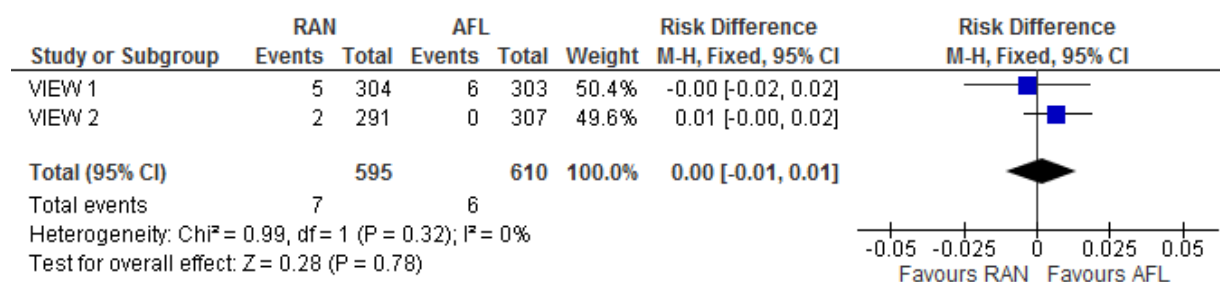 RAN AFL Risk Difference Risk Difference
Study or Subgroup Events Total Events Total Weight M-H, Fixed, 95% CI M-H, Fixed, 95% CI
VIEW 1 5 304 6 303 50.4% -0.00 [-0.02, 0.02]
VIEW 2 2 291 0 307 49.6% 0.01 [-0.00, 0.02]
Total (95% CI) 595 610 100.0% 0.00 [-0.01, 0.01]
Total events 7 6
Heterogeneity: Chi² = 0.99, df = 1 (P = 0.32); I² = 0%
Test for overall effect: Z = 0.28 (P = 0.78)
-0.05 -0.025 0 0.025 0.05
Favours RAN Favours AFL